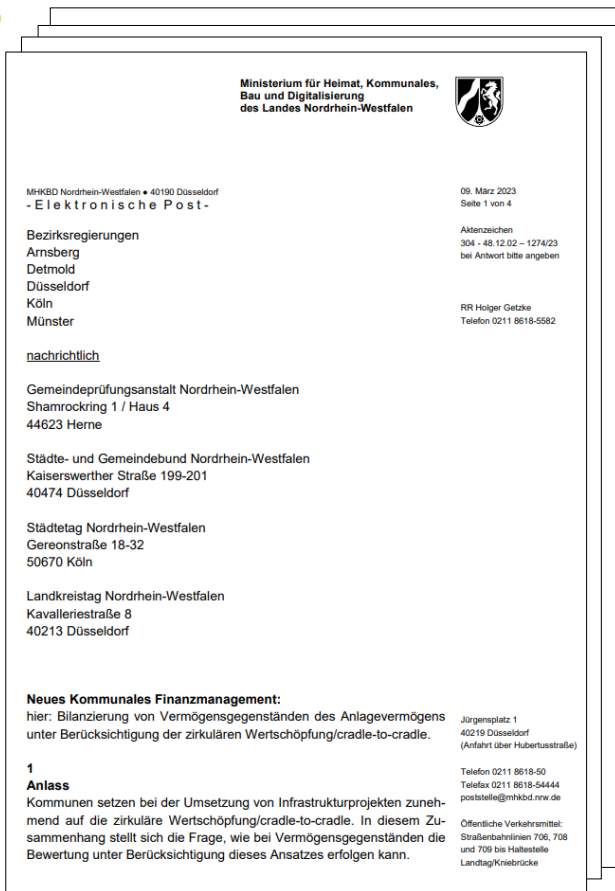 Ministerium für Heimat, Kommunales,
Bau und Digitalisierung
des Landes Nordrhein-Westfalen
MHKBD Nordrhein-Westfalen ● 40190 Düsseldorf
- E l e k t r o n i s c h e P o s t -
Bezirksregierungen
Arnsberg
Detmold
Düsseldorf
Köln
Münster
nachrichtlich
Gemeindeprüfungsanstalt Nordrhein-Westfalen
Shamrockring 1 / Haus 4
44623 Herne
Städte- und Gemeindebund Nordrhein-Westfalen
Kaiserswerther Straße 199-201
40474 Düsseldorf
Städtetag Nordrhein-Westfalen
Gereonstraße 18-32
50670 Köln
Landkreistag Nordrhein-Westfalen
Kavalleriestraße 8
40213 Düsseldorf
09. März 2023
Seite 1 von 4
Aktenzeichen
304 - 48.12.02 – 1274/23
bei Antwort bitte angeben
RR Holger Getzke
Telefon 0211 8618-5582
Neues Kommunales Finanzmanagement:
hier: Bilanzierung von Vermögensgegenständen des Anlagevermögens
unter Berücksichtigung der zirkulären Wertschöpfung/cradle-to-cradle.
1
Anlass
Kommunen setzen bei der Umsetzung von Infrastrukturprojekten zuneh-
mend auf die zirkuläre Wertschöpfung/cradle-to-cradle. In diesem Zu-
sammenhang stellt sich die Frage, wie bei Vermögensgegenständen die
Bewertung unter Berücksichtigung dieses Ansatzes erfolgen kann.
Jürgensplatz 1
40219 Düsseldorf
(Anfahrt über Hubertusstraße)
Telefon 0211 8618-50
Telefax 0211 8618-54444
poststelle@mhkbd.nrw.de
Öffentliche Verkehrsmittel:
Straßenbahnlinien 706, 708
und 709 bis Haltestelle
Landtag/Kniebrücke